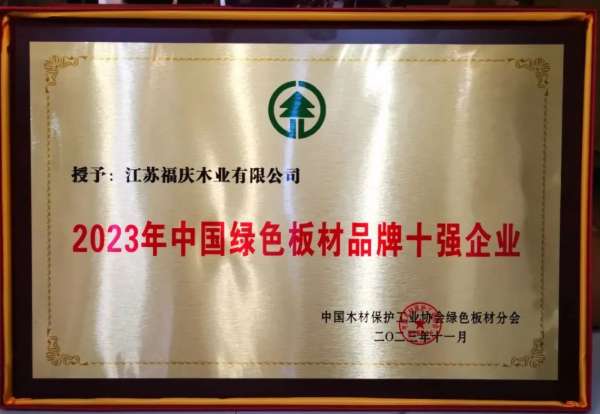 授予：江苏福庆木业有限公司
2023年中国绿色板材品牌十强企业
中国木材保护工业协会绿色板材分会
二〇二三年十一月